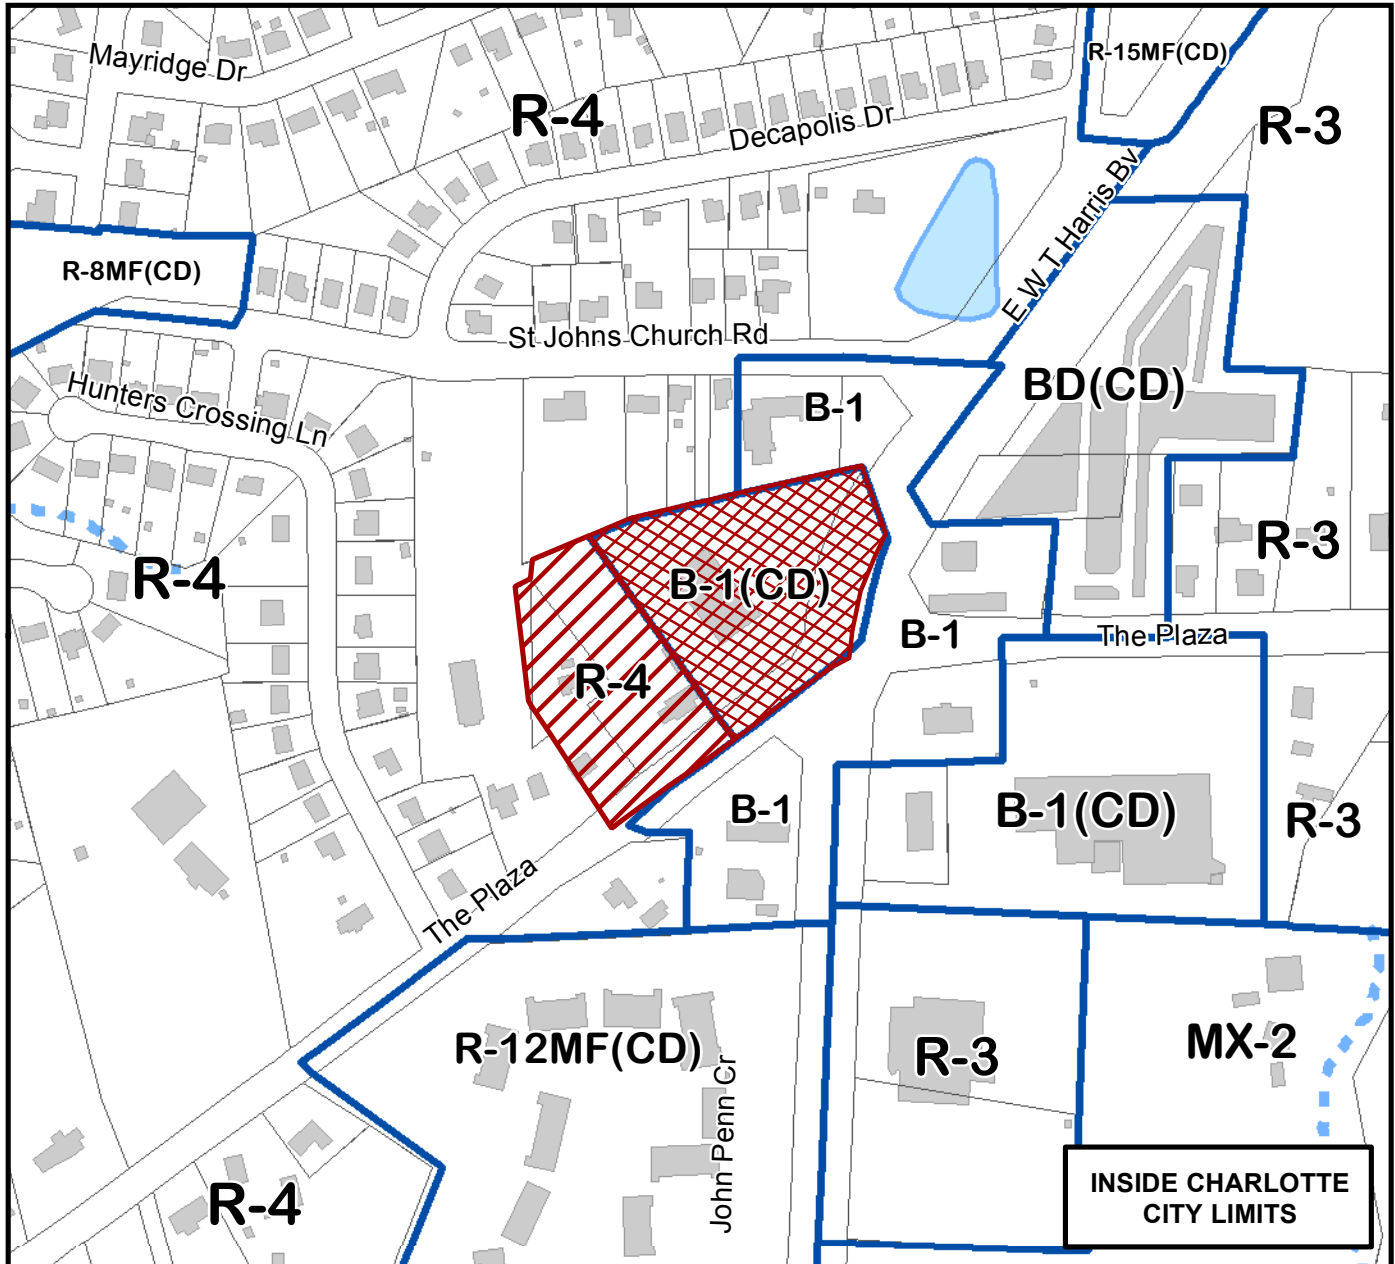 R-15MF(CD)
Mayridge Dr
R-4
Decapolis Dr
R-3
E W T Harris Bv
R-8MF(CD)
St Johns Church Rd
Hunters Crossing Ln
B-1
BD(CD)
R-4
B-1(CD)
R-3
R-4
B-1
The Plaza
B-1
B-1(CD)
R-3
The Plaza
R-12MF(CD)
R-3
MX-2
John Penn Cr
R-4
INSIDE CHARLOTTE
CITY LIMITS